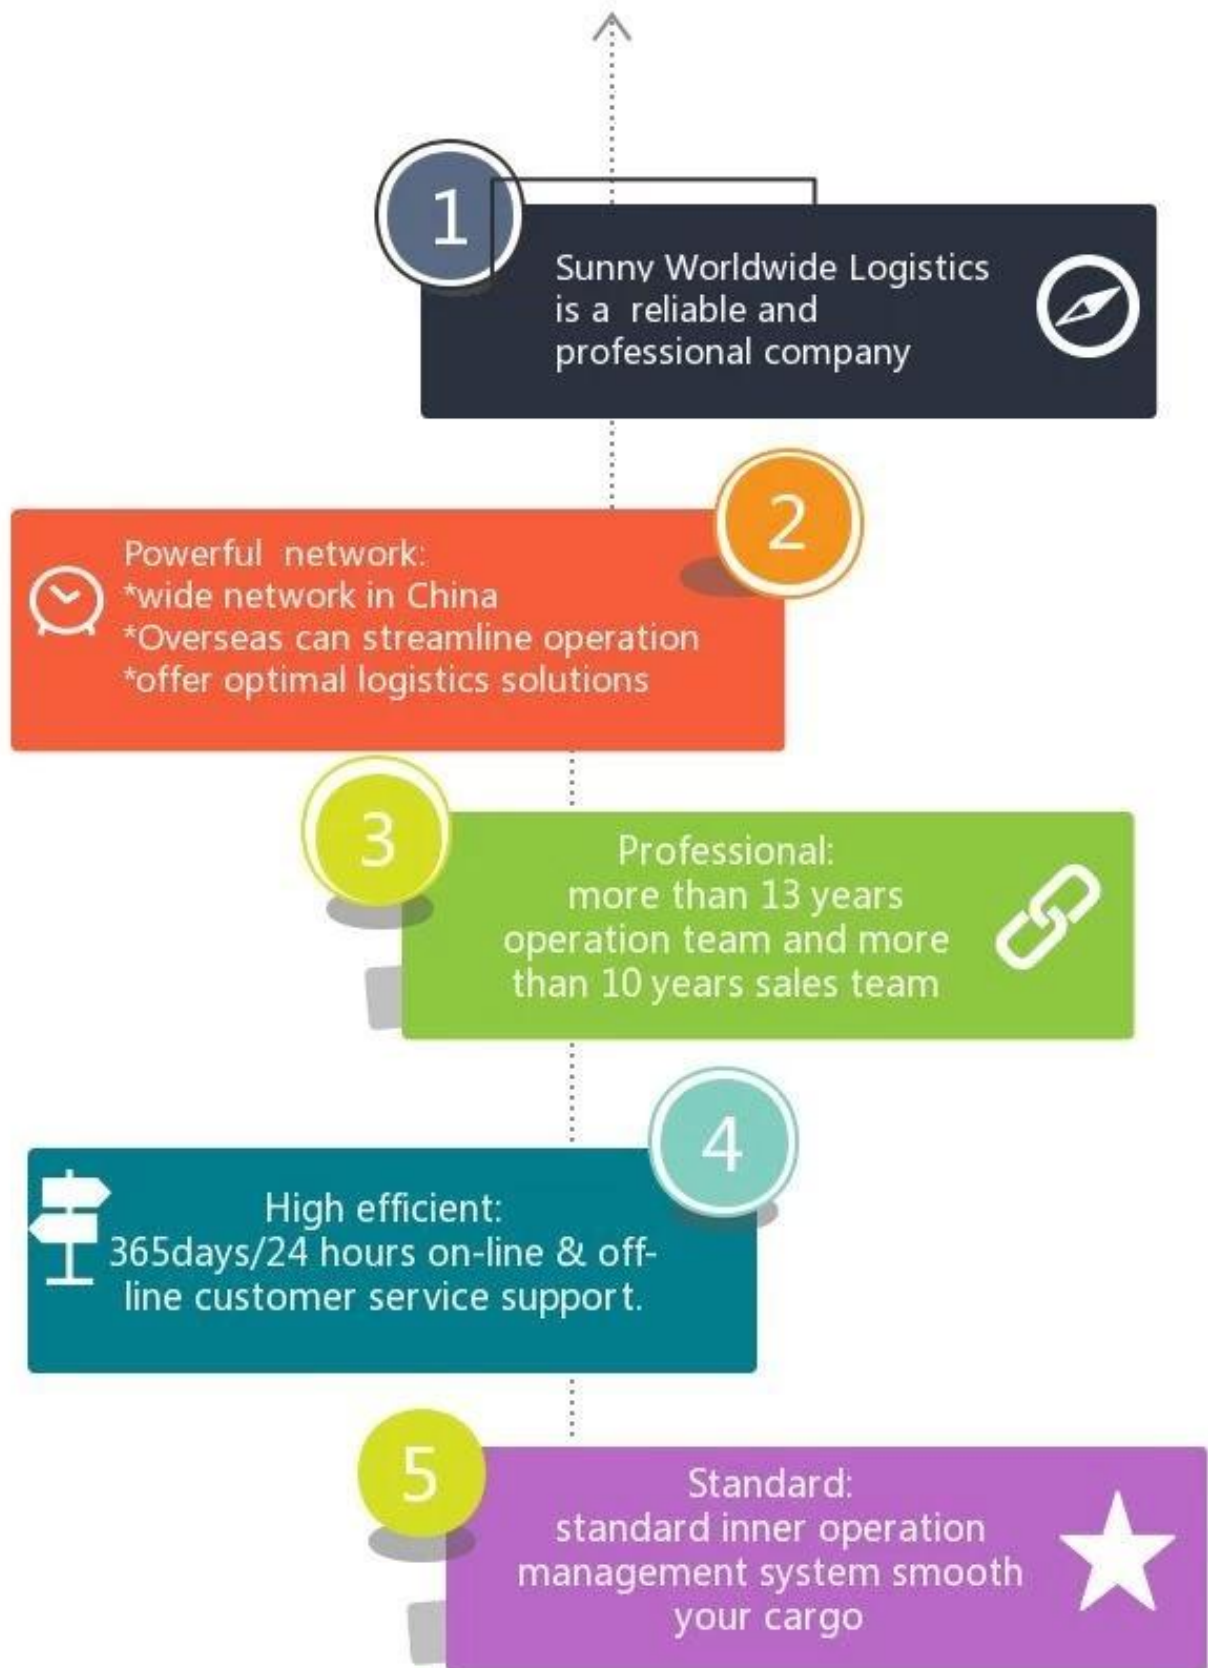 1
Sunny Worldwide Logistics
is a reliable and
professional company
2
Powerful network:
*wide network in China
*Overseas can streamline operation
*offer optimal logistics solutions
3
Professional:
more than 13 years
operation team and more
than 10 years sales team
4
High efficient:
365days/24 hours on-line & off-
line customer service support.
5
Standard:
standard inner operation
management system smooth
your cargo